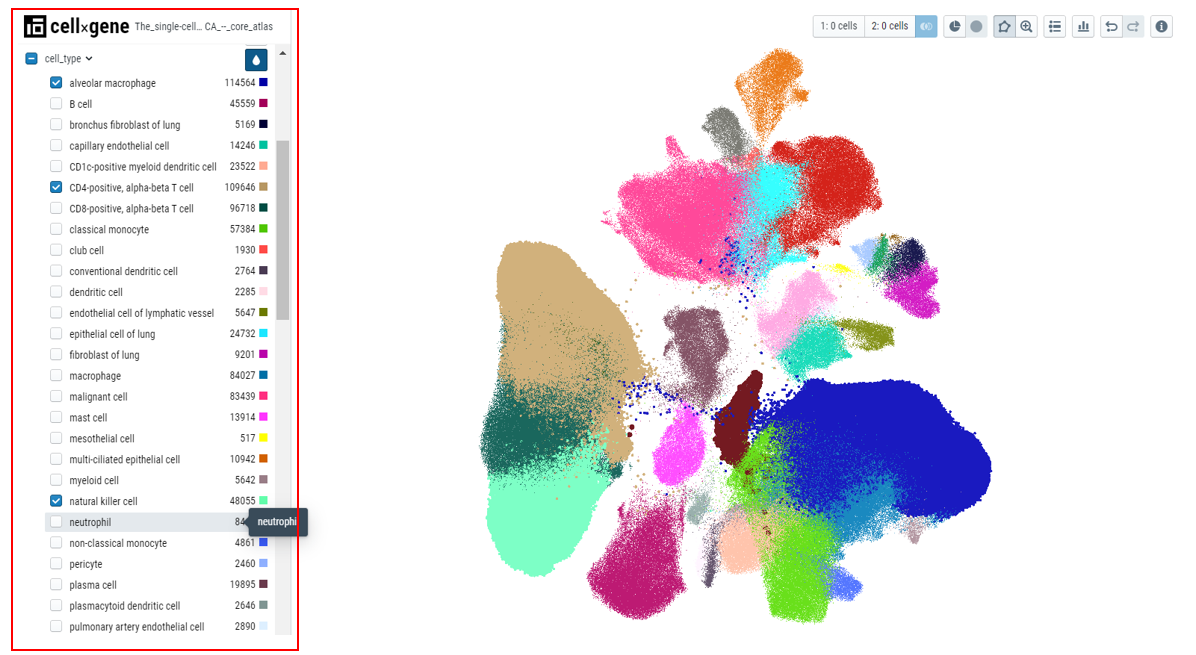 cellxgene The_single-cell... CA_--_core_atlas
1: 0 cells 2: 0 cells
cell_type
alveolar macrophage 114564
B cell 45559
bronchus fibroblast of lung 5169
capillary endothelial cell 14246
CD1c-positive myeloid dendritic cell 23522
CD4-positive, alpha-beta T cell 109646
CD8-positive, alpha-beta T cell 96718
classical monocyte 57384
club cell 1930
conventional dendritic cell 2764
dendritic cell 2285
endothelial cell of lymphatic vessel 5647
epithelial cell of lung 24732
fibroblast of lung 9201
macrophage 84027
malignant cell 83439
mast cell 13914
mesothelial cell 517
multi-ciliated epithelial cell 10942
myeloid cell 5642
natural killer cell 48055
neutrophil
neutrophil
non-classical monocyte 4861
pericyte 2460
plasma cell 19895
plasmacytoid dendritic cell 2646
pulmonary artery endothelial cell 2890